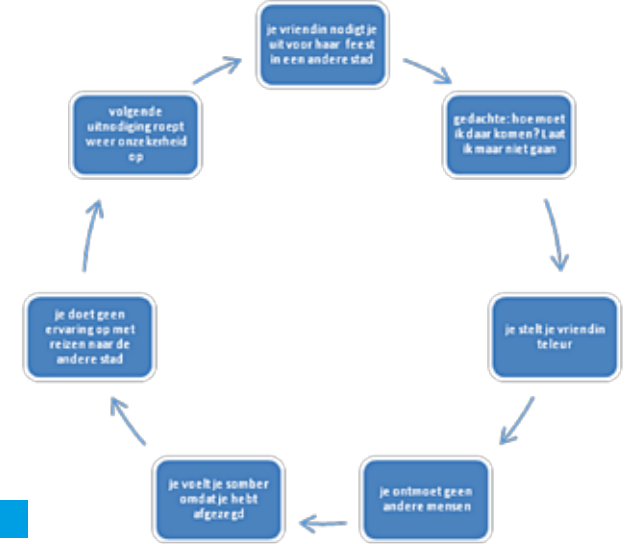 je vriendin nodigt je
uit voor haar feest
in een andere stad
gedachte: hoe moet
ik daar komen? Laat
ik maar niet gaan
je stelt je vriendin
teleur
je ontmoet geen
andere mensen
je voelt je somber
omdat je hebt
afgezegd
je doet geen
ervaring op met
reizen naar de
andere stad
volgende
uitnodiging roept
weer onzekerheid
op